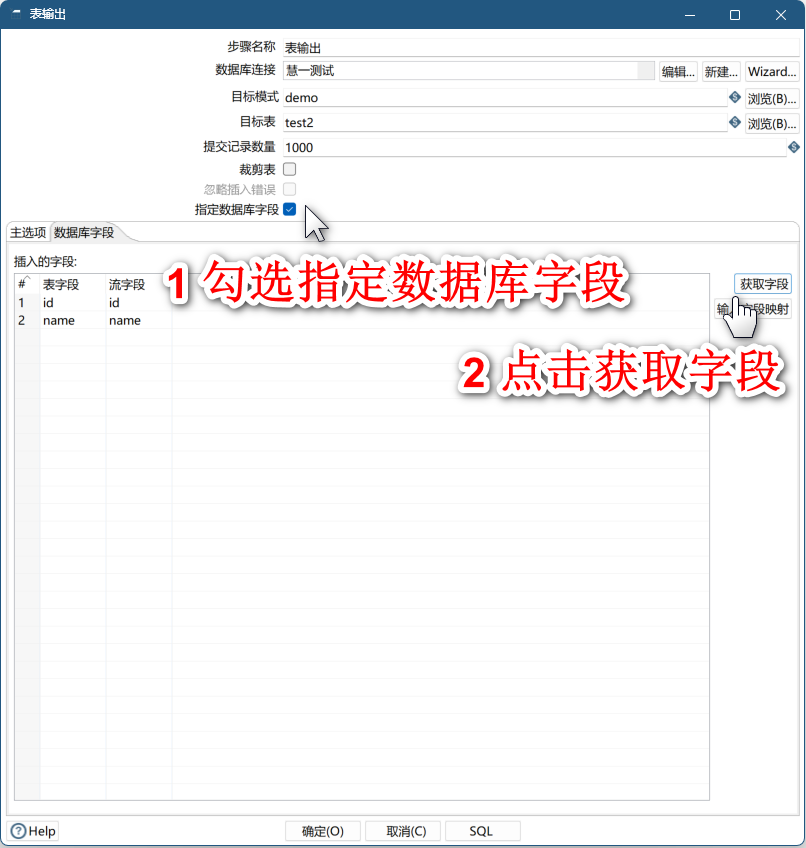 表输出
步骤名称 表输出
数据库连接 慧一测试 编辑... 新建... Wizard...
目标模式 demo 浏览(B)...
目标表 test2 浏览(B)...
提交记录数量 1000
裁剪表
忽略插入错误
指定数据库字段
主选项 数据库字段
插入的字段:
# 表字段 流字段
1 id id
2 name name
1 勾选指定数据库字段
获取字段
输 字段映射
2 点击获取字段
Help 确定(O) 取消(C) SQL